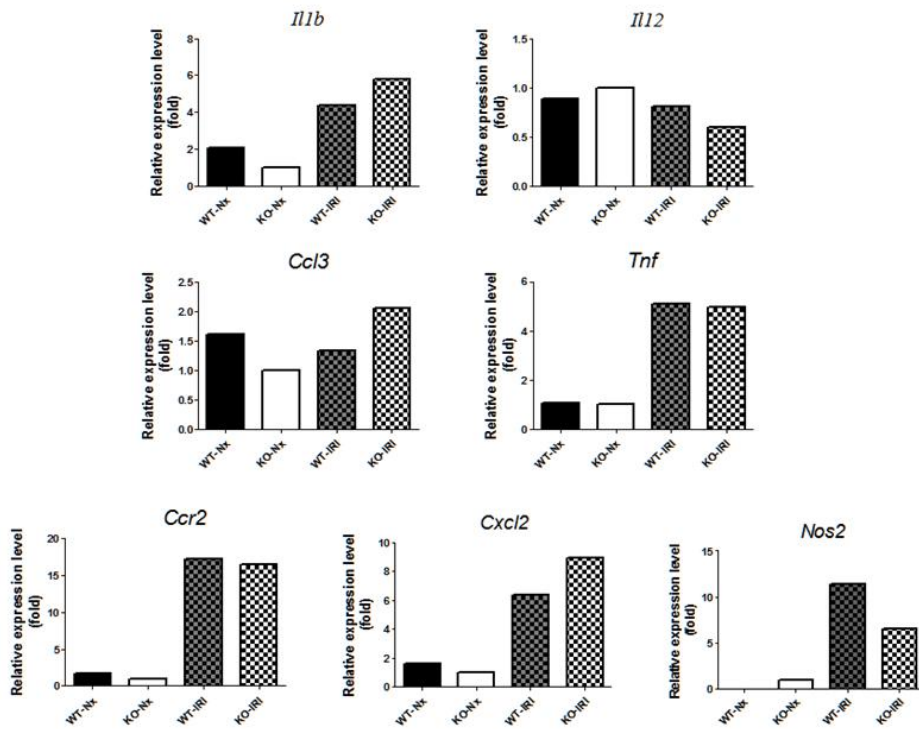 Il1b
Relative expression level
(fold)
8
6
4
2
0
WT-Nx
KO-Nx
WT-IRI
KO-IRI
Il12
Relative expression level
(fold)
1.5
1.0
0.5
0.0
WT-Nx
KO-Nx
WT-IRI
KO-IRI
Ccl3
Relative expression level
(fold)
2.5
2.0
1.5
1.0
0.5
0.0
WT-Nx
KO-Nx
WT-IRI
KO-IRI
Tnf
Relative expression level
(fold)
6
4
2
0
WT-Nx
KO-Nx
WT-IRI
KO-IRI
Ccr2
Relative expression level
(fold)
20
15
10
5
0
WT-Nx
KO-Nx
WT-IRI
KO-IRI
Cxcl2
Relative expression level
(fold)
10
8
6
4
2
0
WT-Nx
KO-Nx
WT-IRI
KO-IRI
Nos2
Relative expression level
(fold)
15
10
5
0
WT-Nx
KO-Nx
WT-IRI
KO-IRI